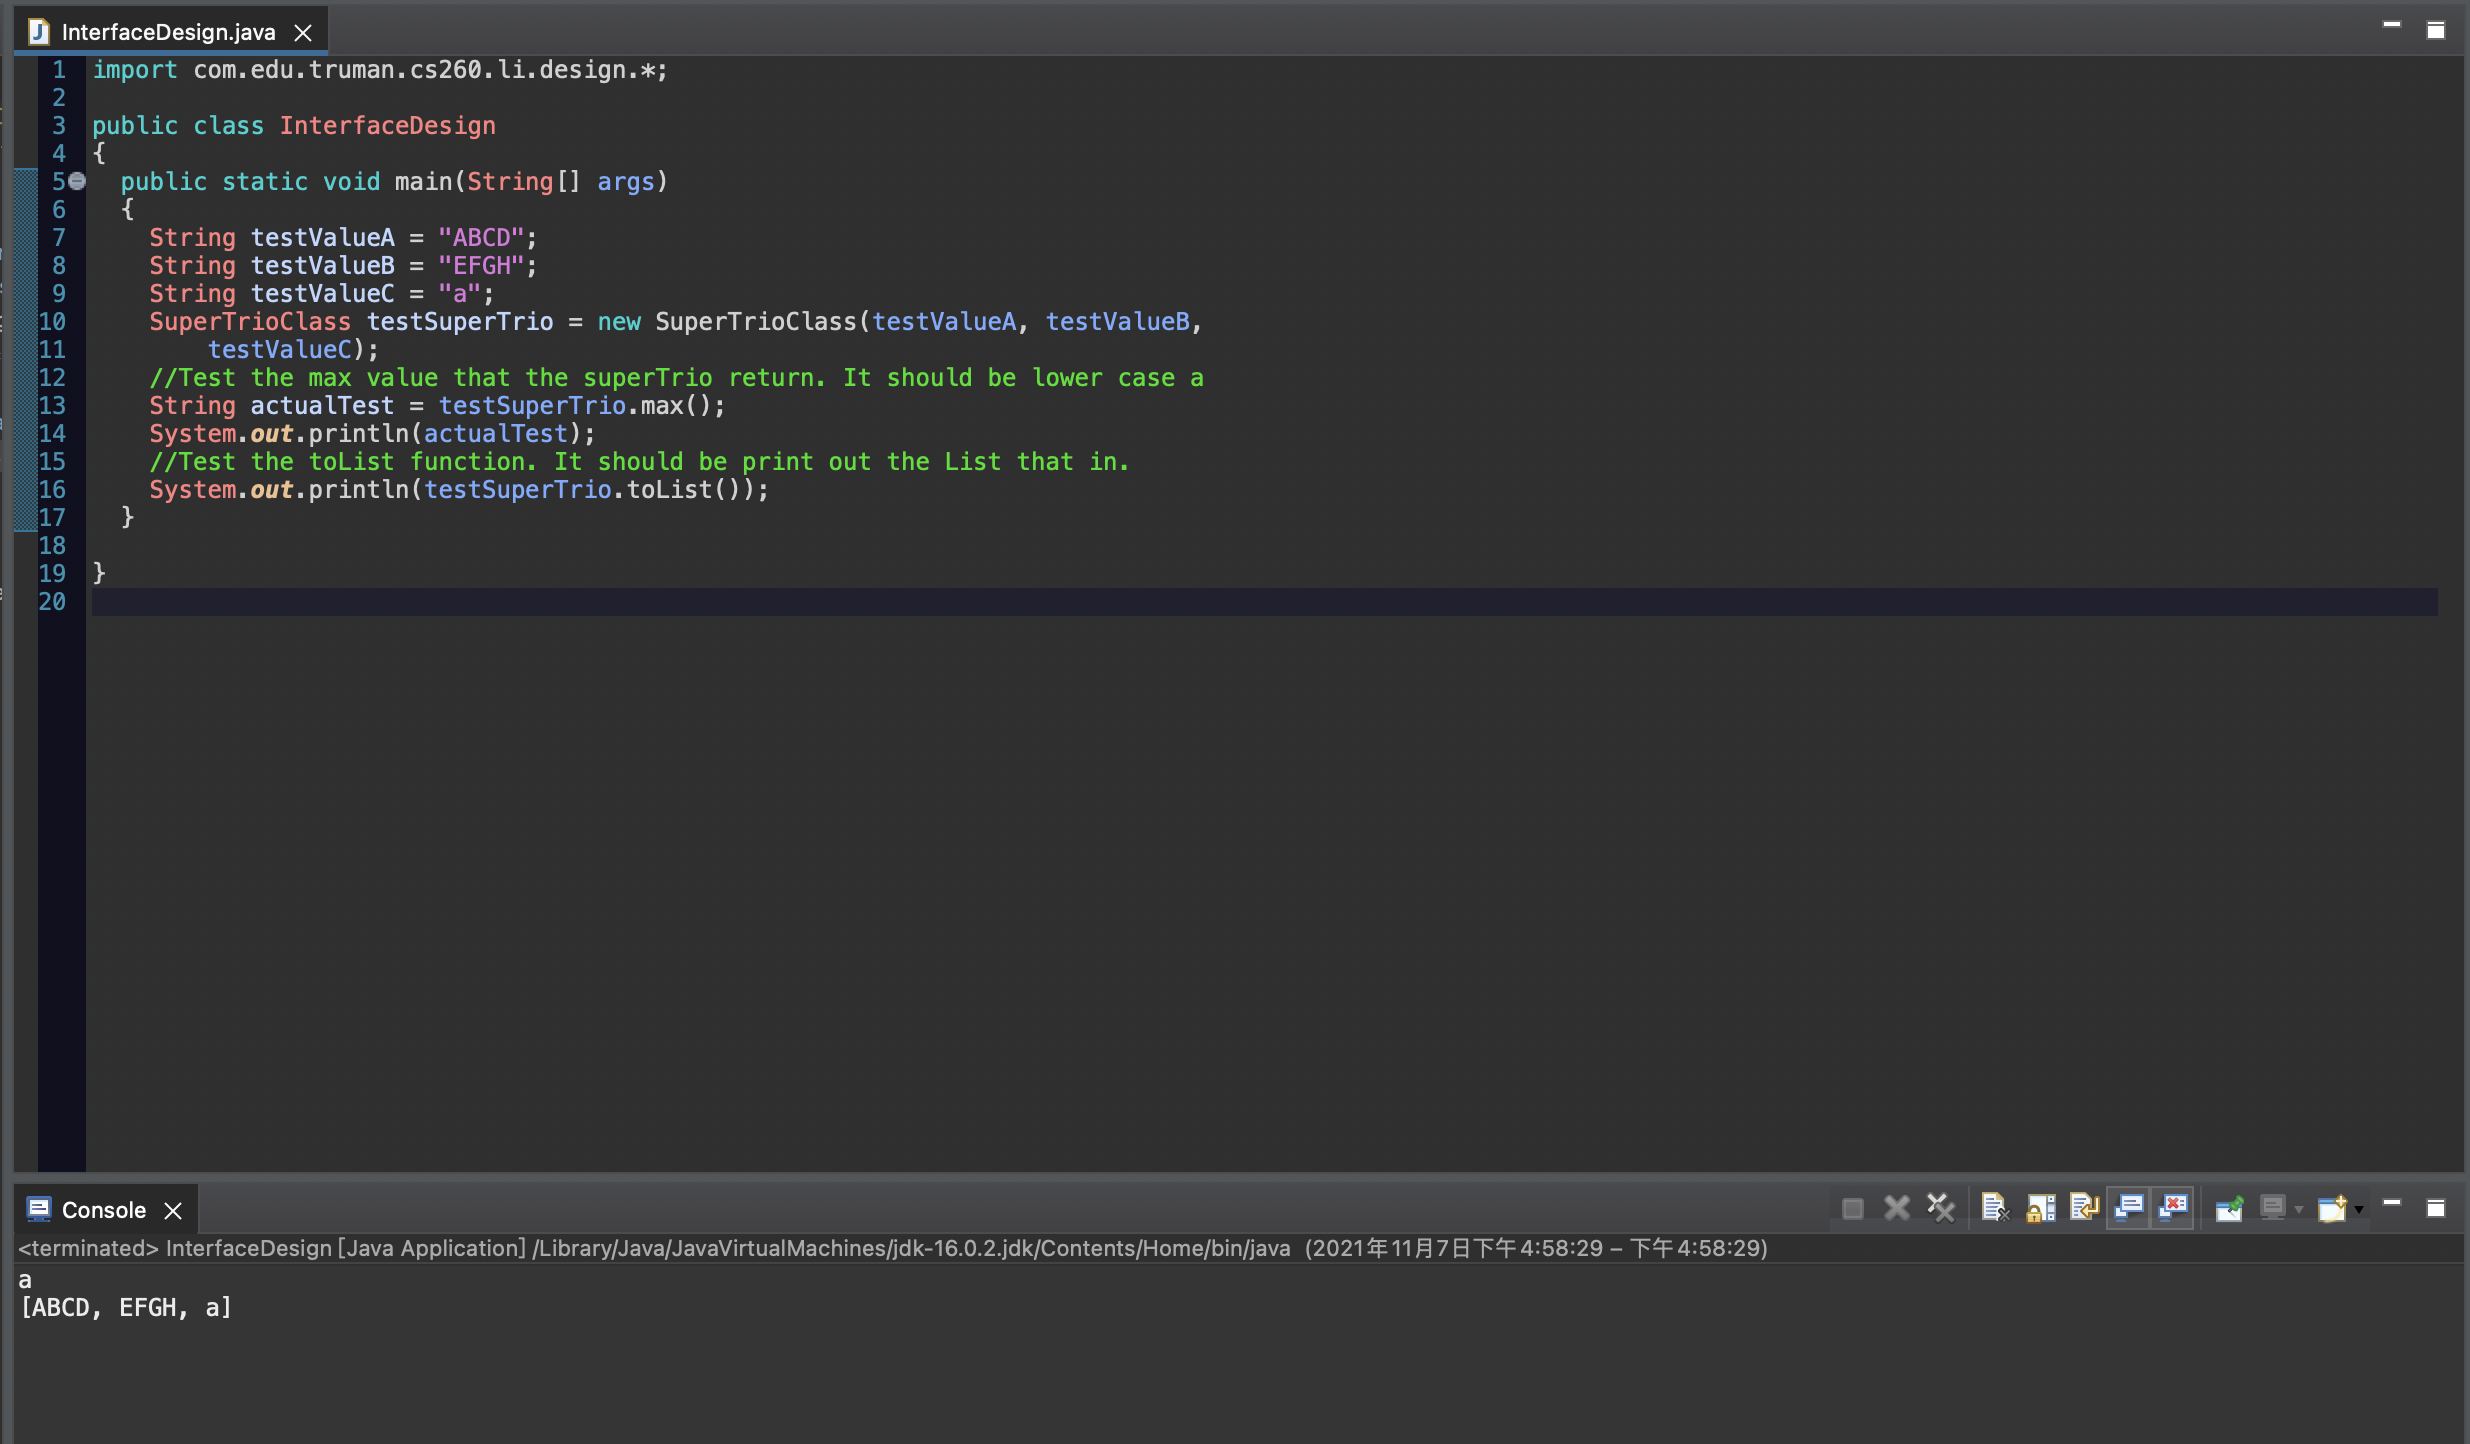 InterfaceDesign.java
1 import com.edu.truman.cs260.li.design.*;
2
3 public class InterfaceDesign
4 {
5 public static void main(String[] args)
6 {
7 String testValueA = "ABCD";
8 String testValueB = "EFGH";
9 String testValueC = "a";
10 SuperTrioClass testSuperTrio = new SuperTrioClass(testValueA, testValueB,
11 testValueC);
12 //Test the max value that the superTrio return. It should be lower case a
13 String actualTest = testSuperTrio.max();
14 System.out.println(actualTest);
15 //Test the toList function. It should be print out the List that in.
16 System.out.println(testSuperTrio.toList());
17 }
18
19 }
20
Console
<terminated> InterfaceDesign [Java Application] /Library/Java/JavaVirtualMachines/jdk-16.0.2.jdk/Contents/Home/bin/java (2021年11月7日下午4:58:29 – 下午4:58:29)
a
[ABCD, EFGH, a]